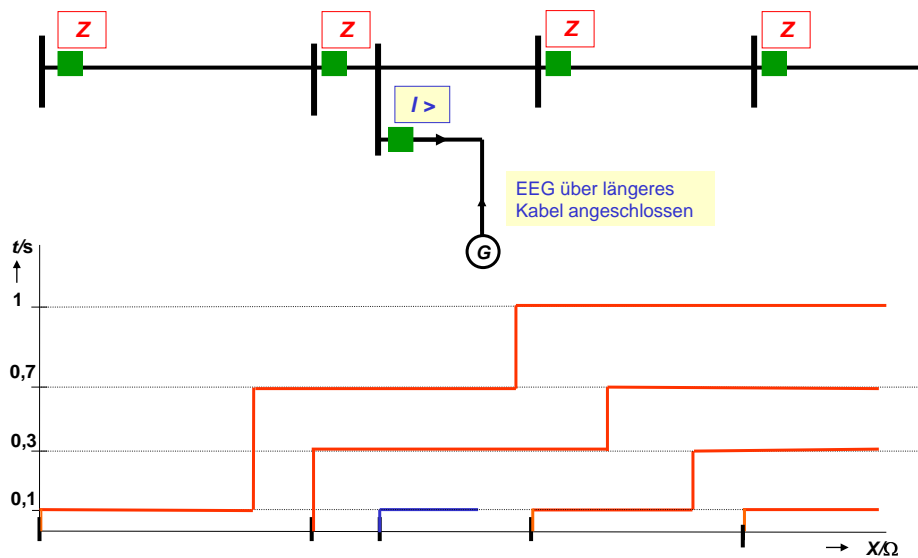 Z
Z
Z
Z
I >
EEG über längeres
Kabel angeschlossen
G
t/s
1
0,7
0,3
0,1
X/Ω